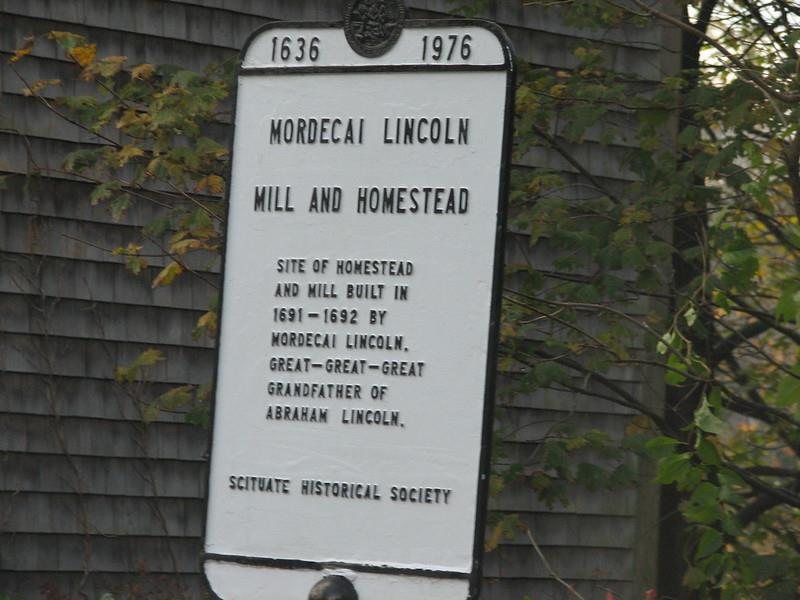 1636 1976
MORDECAI LINCOLN
MILL AND HOMESTEAD
SITE OF HOMESTEAD
AND MILL BUILT IN
1691-1692 BY
MORDECAI LINCOLN,
GREAT-GREAT-GREAT
GRANDFATHER OF
ABRAHAM LINCOLN.
SCITUATE HISTORICAL SOCIETY